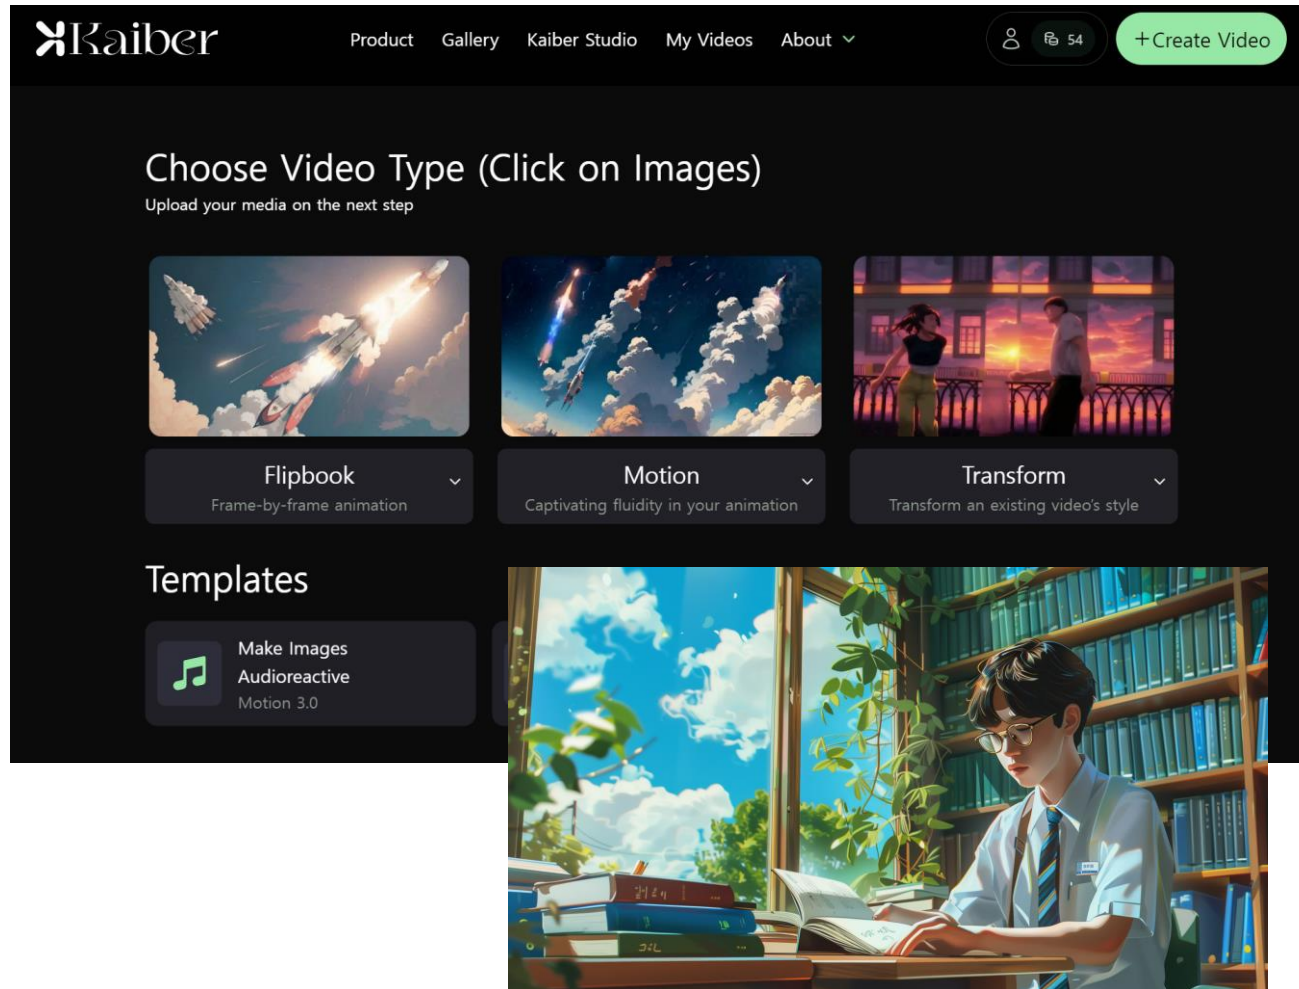 Kaiber
Product Gallery Kaiber Studio My Videos About
54
+Create Video
Choose Video Type (Click on Images)
Upload your media on the next step
Flipbook
Frame-by-frame animation
Motion
Captivating fluidity in your animation
Transform
Transform an existing video's style
Templates
Make Images
Audioreactive
Motion 3.0